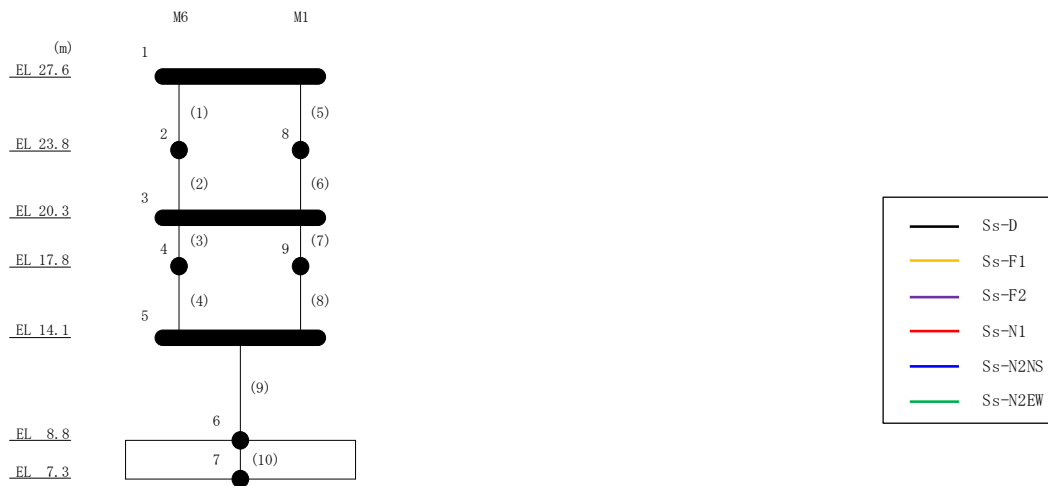 M6 M1
(m)
1
EL 27.6
(1) (5)
2 8
EL 23.8
(2) (6)
3
EL 20.3
Ss-D
(3) (7)
4 9
Ss-F1
EL 17.8
Ss-F2
(4) (8)
5
EL 14.1
Ss-N1
Ss-N2NS
(9)
Ss-N2EW
6
EL 8.8
7 (10)
EL 7.3